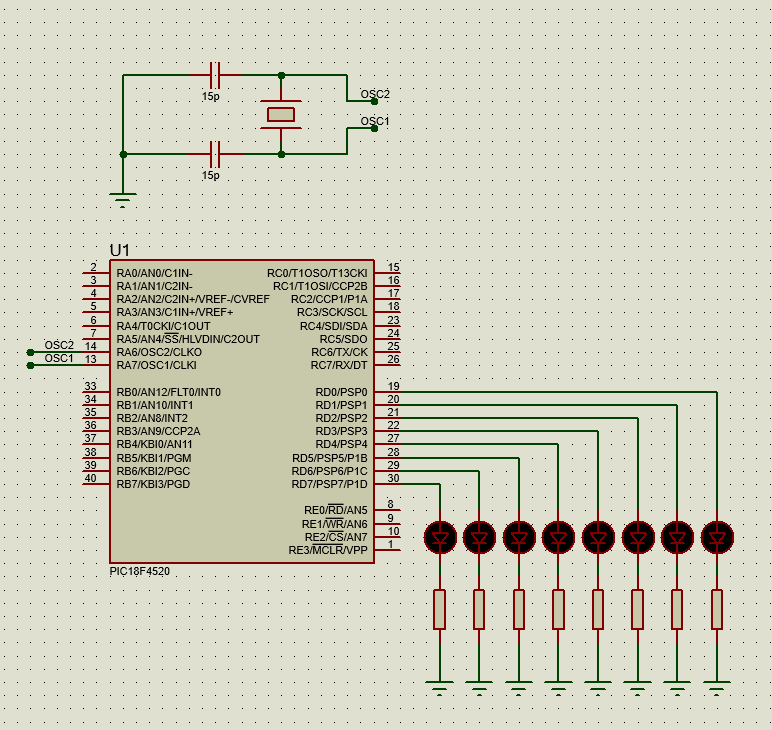 OSC2
15p
OSC1
15p
U1
2 RA0/AN0/C1IN- RC0/T1OSO/T13CKI 15
3 RA1/AN1/C2IN- RC1/T1OSI/CCP2B 16
4 RA2/AN2/C2IN+/VREF-/CVREF RC2/CCP1/P1A 17
5 RA3/AN3/C1IN+/VREF+ RC3/SCK/SCL 18
6 RA4/T0CKI/C1OUT RC4/SDI/SDA 23
7 RA5/AN4/SS/HLVDIN/C2OUT RC5/SDO 24
OSC2 14 RA6/OSC2/CLKO RC6/TX/CK 25
OSC1 13 RA7/OSC1/CLKI RC7/RX/DT 26
33 RB0/AN12/FLT0/INT0 RD0/PSP0 19
34 RB1/AN10/INT1 RD1/PSP1 20
35 RB2/AN8/INT2 RD2/PSP2 21
36 RB3/AN9/CCP2A RD3/PSP3 22
37 RB4/KBI0/AN11 RD4/PSP4 27
38 RB5/KBI1/PGM RD5/PSP5/P1B 28
39 RB6/KBI2/PGC RD6/PSP6/P1C 29
40 RB7/KBI3/PGD RD7/PSP7/P1D 30
RE0/RD/AN5 8
RE1/WR/AN6 9
RE2/CS/AN7 10
RE3/MCLR/VPP 1
PIC18F4520